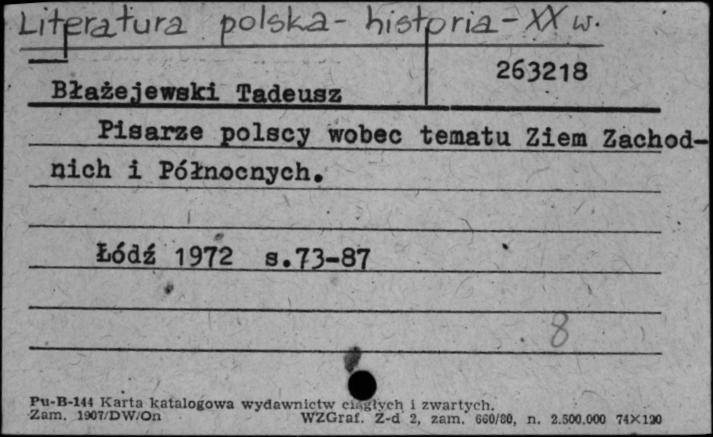 Literatura polska - historia - XX w.
263218
Błażejewski Tadeusz
Pisarze polscy wobec tematu Ziem Zachod-
nich i Północnych.
Łódź 1972 s.73-87
8
Pu-B-144 Karta katalogowa wydawnictw ciągłych i zwartych.
Zam. 1907/DW/On WZGraf. Z-d 2, zam. 660/80, n. 2.500.000 74×120